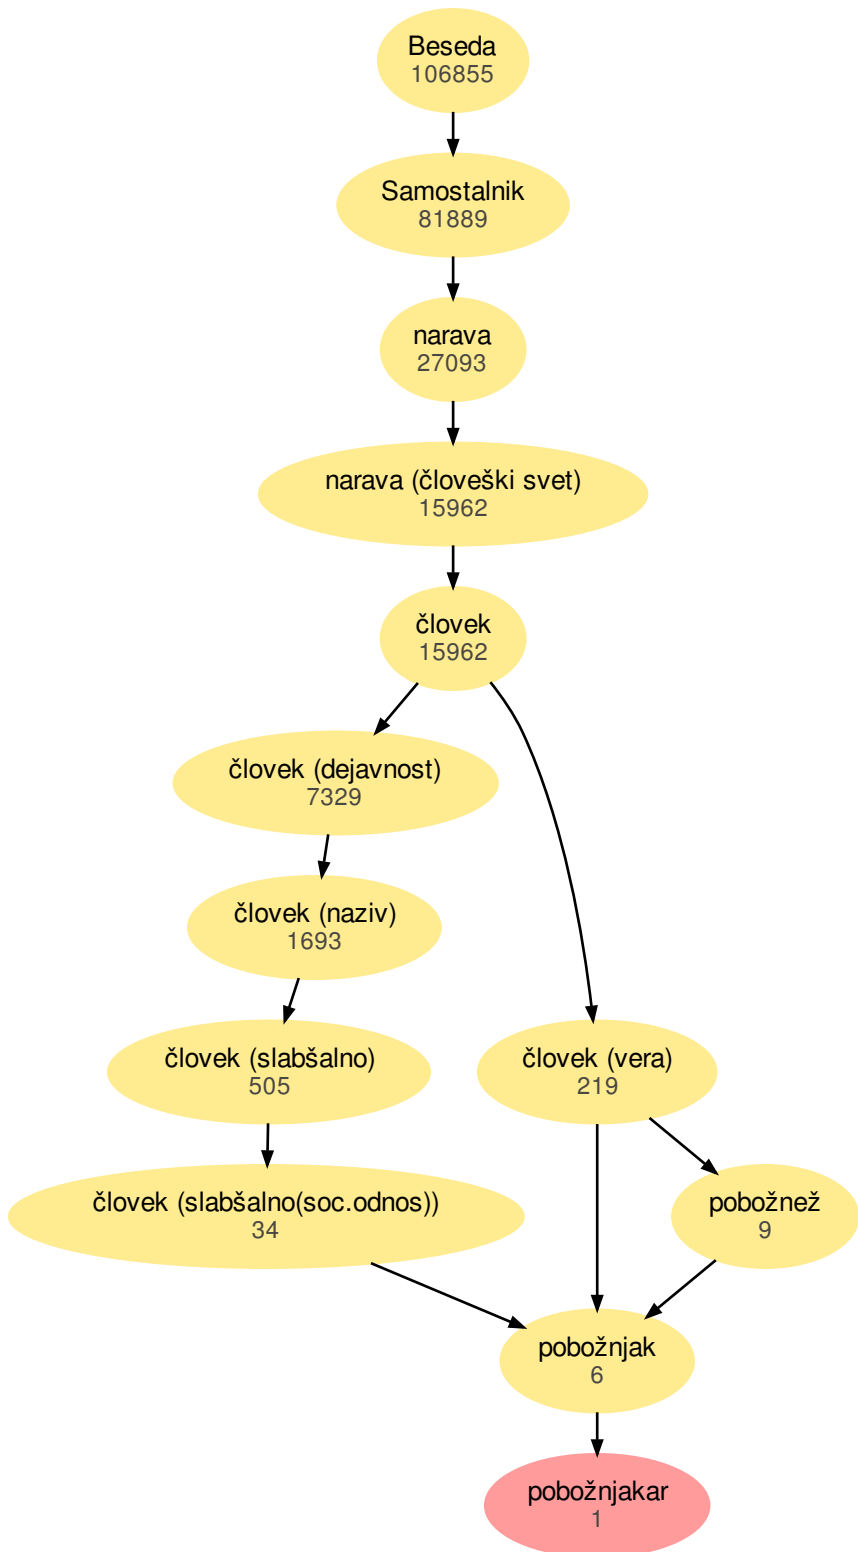 Beseda
106855
Samostalnik
81889
narava
27093
narava (človeški svet)
15962
človek
15962
človek (dejavnost)
7329
človek (naziv)
1693
človek (slabšalno)
505
človek (vera)
219
človek (slabšalno(soc.odnos))
34
pobožnež
9
pobožnjak
6
pobožnjakar
1